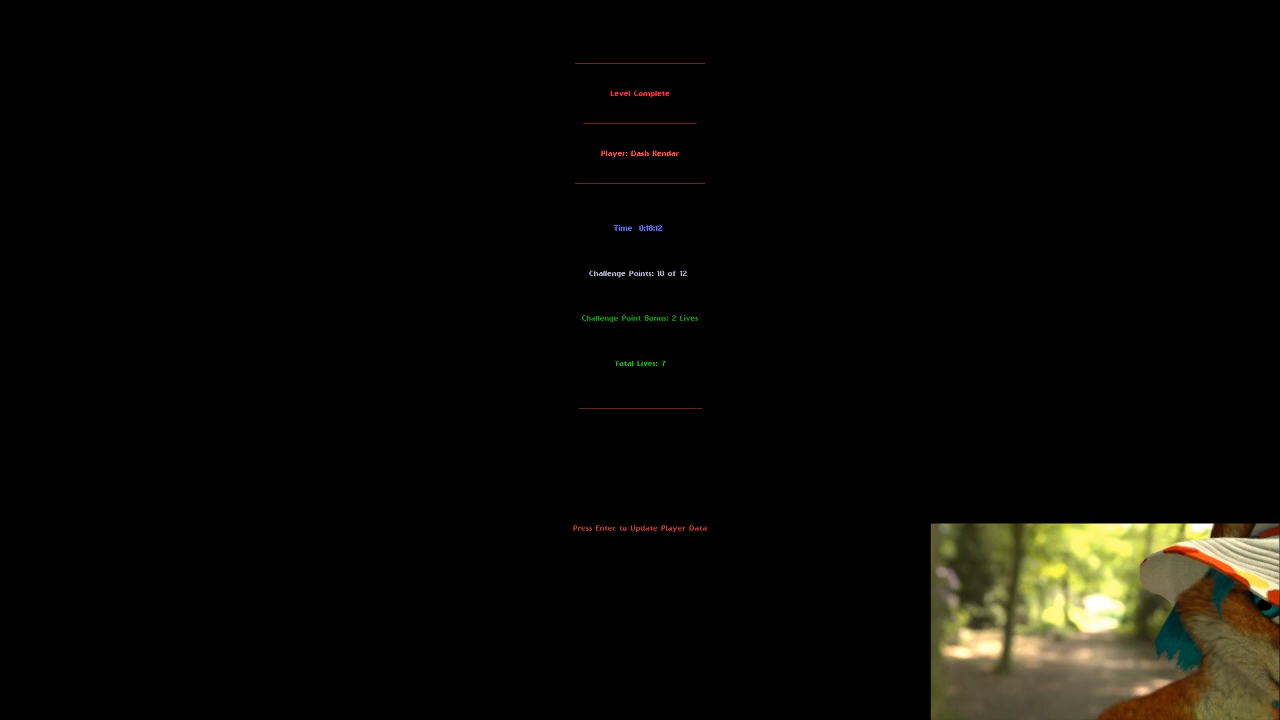 Level Complete
Player: Dash Rendar
Time 0:18:12
Challenge Points: 10 of 12
Challenge Point Bonus: 2 Lives
Total Lives: 7
Press Enter to Update Player Data